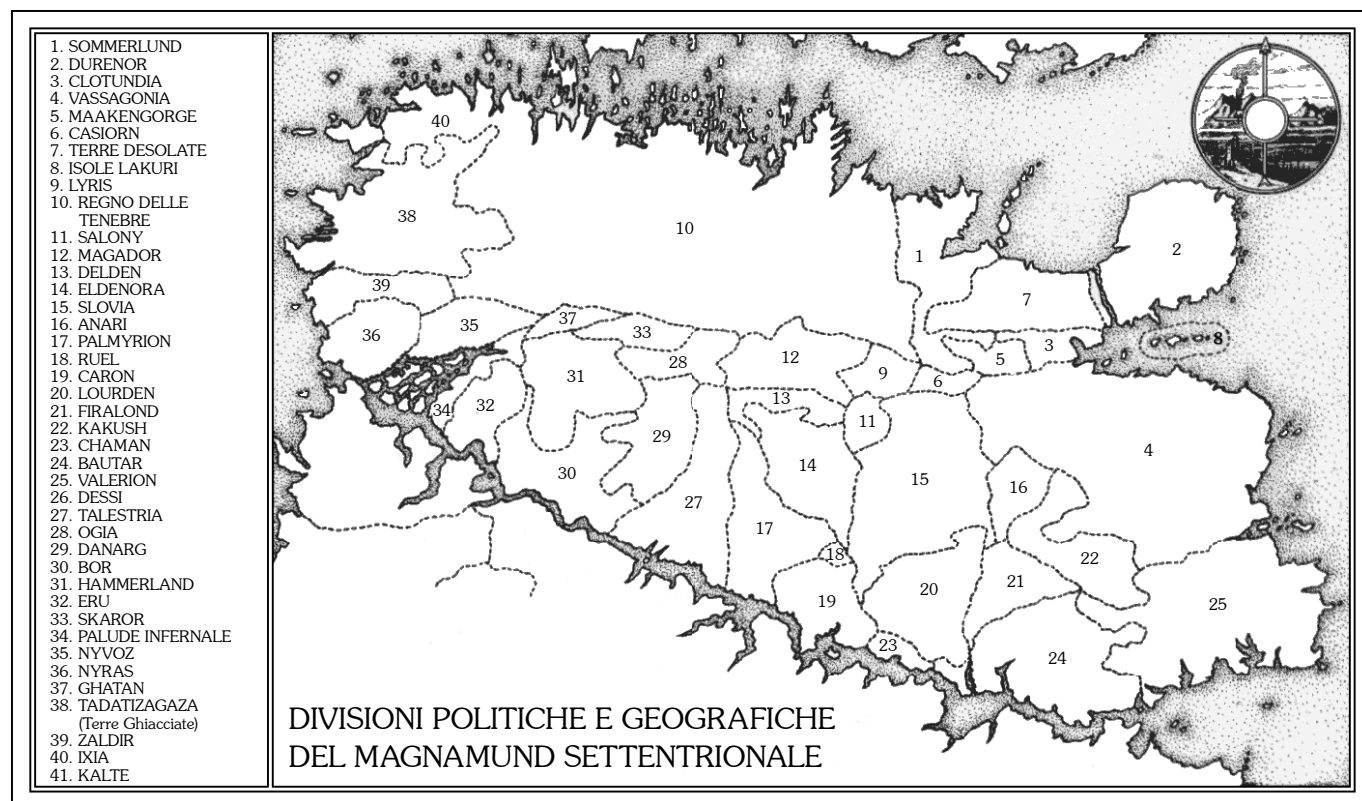 1. SOMMERLUND
2. DURENOR
3. CLOTUNDIA
4. VASSAGONIA
5. MAAKENGORGE
6. CASIORN
7. TERRE DESOLATE
8. ISOLE LAKURI
9. LYRIS
10. REGNO DELLE
TENEBRE
11. SALONY
12. MAGADOR
13. DELDEN
14. ELDENORA
15. SLOVIA
16. ANARI
17. PALMYRION
18. RUEL
19. CARON
20. LOURDEN
21. FIRALOND
22. KAKUSH
23. CHAMAN
24. BAUTAR
25. VALERION
26. DESSI
27. TALESTRIA
28. OGIA
29. DANARG
30. BOR
31. HAMMERLAND
32. ERU
33. SKAROR
34. PALUDE INFERNALE
35. NYVOZ
36. NYRAS
37. GHATAN
38. TADATIZAGAZA
(Terre Ghiacciate)
39. ZALDIR
40. IXIA
41. KALTE
40
38
10
1
2
39
7
36
35
37
33
8
3
5
28
12
9
6
31
13
34
32
11
29
14
15
4
16
30
27
17
18
22
21
20
19
25
23
24
DIVISIONI POLITICHE E GEOGRAFICHE
DEL MAGNAMUND SETTENTRIONALE